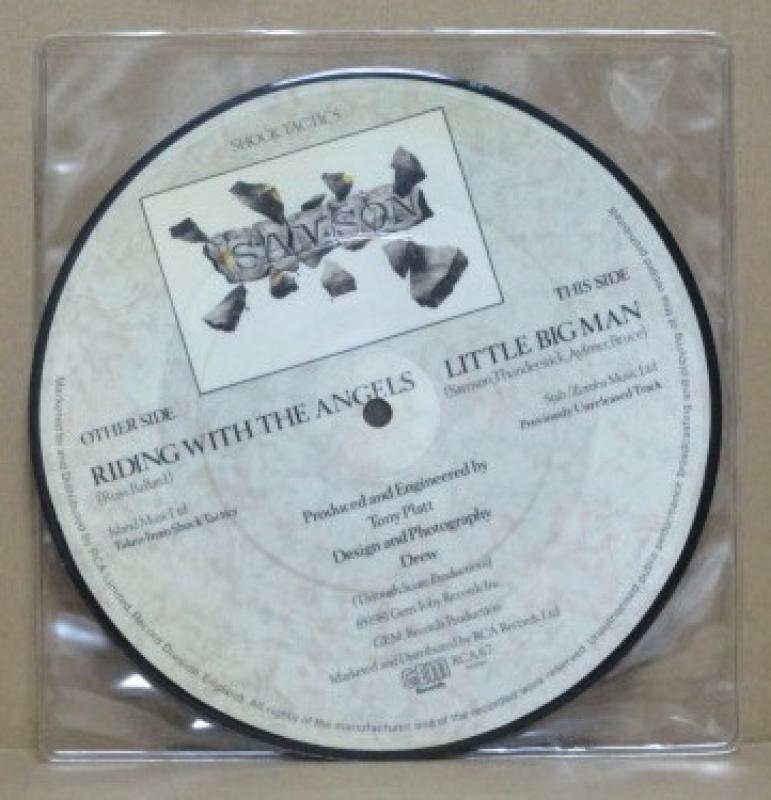 SHOCK TACTICS
SAMSON
THIS SIDE
LITTLE BIG MAN
(Samson, Thunderstick, Aylmer, Bruce)
Stab/Zomba Music Ltd
Previously Unreleased Track
OTHER SIDE
RIDING WITH THE ANGELS
(Russ Ballard)
Island Music Ltd
Taken from Shock Tactics
Produced and Engineered by
Tony Platt
Design and Photography
Drew
(Through Score Productions)
Gem Toby Records Inc
GEM Records Production
Marketed and Distributed by RCA Records Ltd
GEM
Records
RCA 67
Marketed and Distributed by RCA Limited, Record Division, England. All rights of the manufacturer and of the recorded work reserved. Unauthorised public performance broadcasting and copying of this record prohibited.